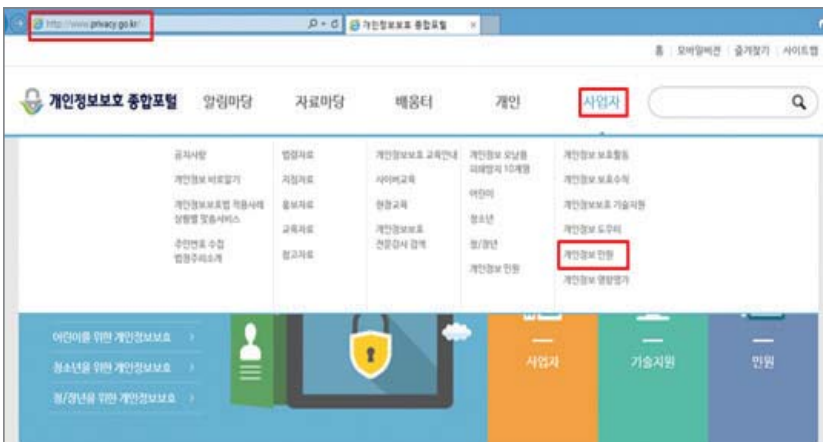 http://www.privacy.go.kr
개인정보보호 종합포털
홈 모바일버전 즐겨찾기 사이트맵
개인정보보호 종합포털 알림마당 자료마당 배움터 개인 사업자
공지사항
개인정보 바로알기
개인정보보호법 적용사례
상황별 맞춤서비스
주민번호 수집
법정주의소개
법령자료
지침자료
홍보자료
교육자료
참고자료
개인정보보호 교육안내
사이버교육
현장교육
개인정보보호
전문강사 검색
개인정보 오남용
피해방지 10계명
어린이
청소년
청/장년
개인정보 민원
개인정보 보호활동
개인정보 보호수칙
개인정보보호 기술지원
개인정보 도우미
개인정보 민원
개인정보 영향평가
어린이를 위한 개인정보보호
청소년을 위한 개인정보보호
청/장년을 위한 개인정보보호
사업자
기술지원
민원